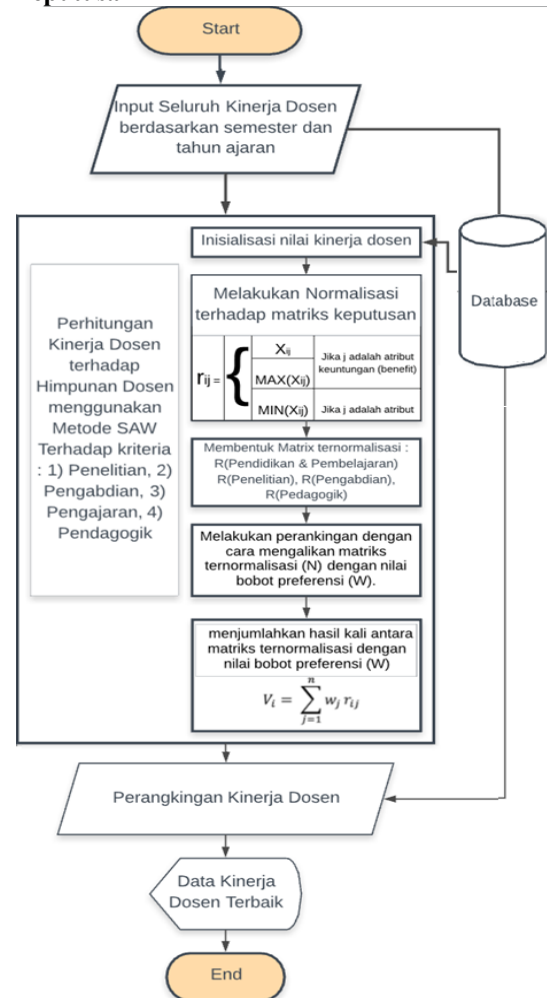 Start
Input Seluruh Kinerja Dosen
berdasarkan semester dan
tahun ajaran
Inisialisasi nilai kinerja dosen
Database
Melakukan Normalisasi
terhadap matriks keputusan
rij = {
Xij
MAX(Xij)
Jika j adalah atribut
keuntungan (benefit)
MIN(Xij)
Jika j adalah atribut
Perhitungan
Kinerja Dosen
terhadap
Himpunan Dosen
menggunakan
Metode SAW
Terhadap kriteria
: 1) Penelitian, 2)
Pengabdian, 3)
Pengajaran, 4)
Pendagogik
Membentuk Matrix ternormalisasi :
R(Pendidikan & Pembelajaran)
R(Penelitian), R(Pengabdian),
R(Pedagogik)
Melakukan perankingan dengan
cara mengalikan matriks
ternormalisasi (N) dengan nilai
bobot preferensi (W).
menjumlahkan hasil kali antara
matriks ternormalisasi dengan
nilai bobot preferensi (W)
n
Vi = ∑ wj rij
j=1
Perangkingan Kinerja Dosen
Data Kinerja
Dosen Terbaik
End